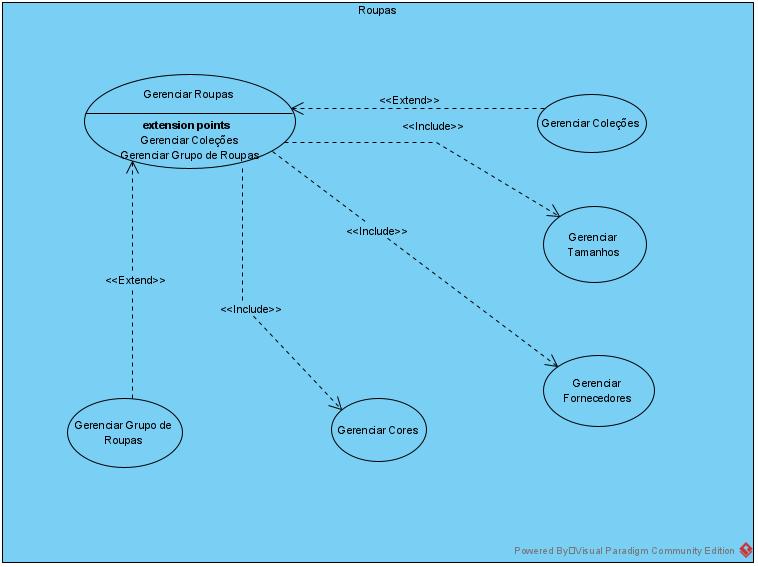 Roupas
Gerenciar Roupas
extension points
Gerenciar Coleções
Gerenciar Grupo de Roupas
<<Extend>>
Gerenciar Coleções
<<Include>>
Gerenciar
Tamanhos
<<Include>>
<<Extend>>
<<Include>>
Gerenciar
Fornecedores
Gerenciar Grupo de
Roupas
Gerenciar Cores
Powered By Visual Paradigm Community Edition